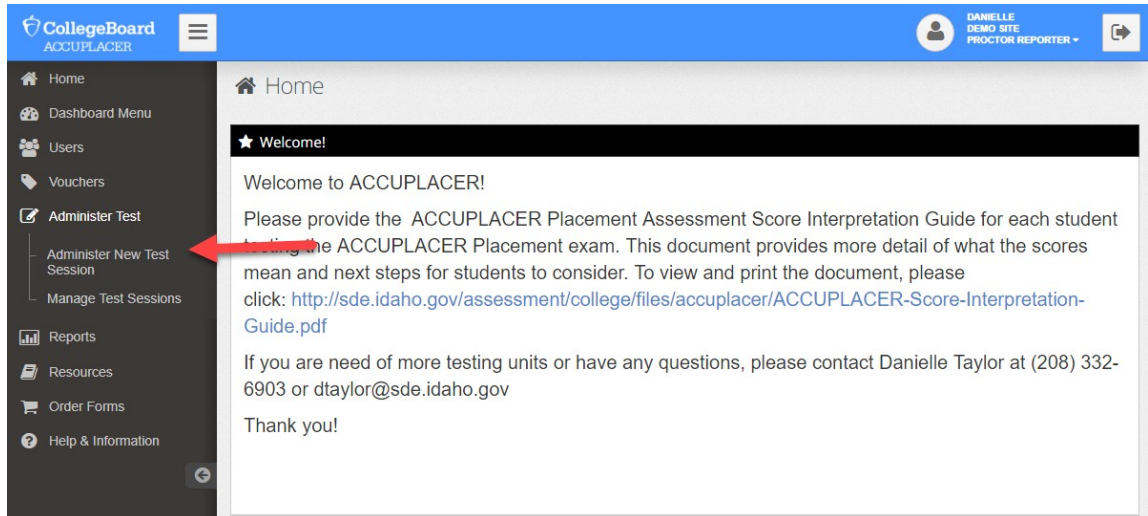 CollegeBoard
ACCUPLACER
DANIELLE
DEMO SITE
PROCTOR REPORTER
Home
Dashboard Menu
Users
Vouchers
Administer Test
Administer New Test
Session
Manage Test Sessions
Reports
Resources
Order Forms
Help & Information
Home
Welcome!
Welcome to ACCUPLACER!
Please provide the ACCUPLACER Placement Assessment Score Interpretation Guide for each student
testing the ACCUPLACER Placement exam. This document provides more detail of what the scores
mean and next steps for students to consider. To view and print the document, please
click: http://sde.idaho.gov/assessment/college/files/accuplacer/ACCUPLACER-Score-Interpretation-
Guide.pdf
If you are need of more testing units or have any questions, please contact Danielle Taylor at (208) 332-
6903 or dtaylor@sde.idaho.gov
Thank you!